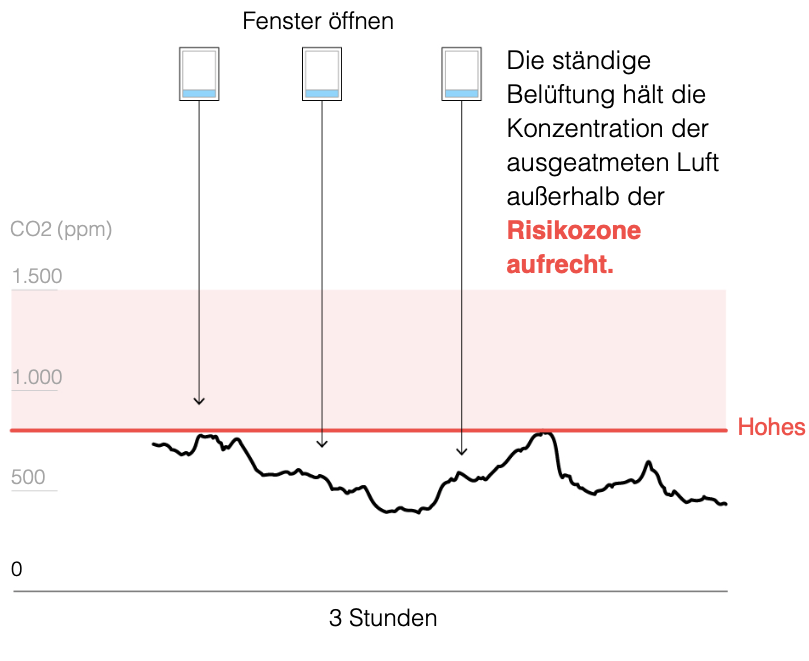 Fenster öffnen
Die ständige
Belüftung hält die
Konzentration der
ausgeatmeten Luft
außerhalb der
Risikozone
aufrecht.
CO2 (ppm)
1.500
1.000
Hohes
500
0
3 Stunden